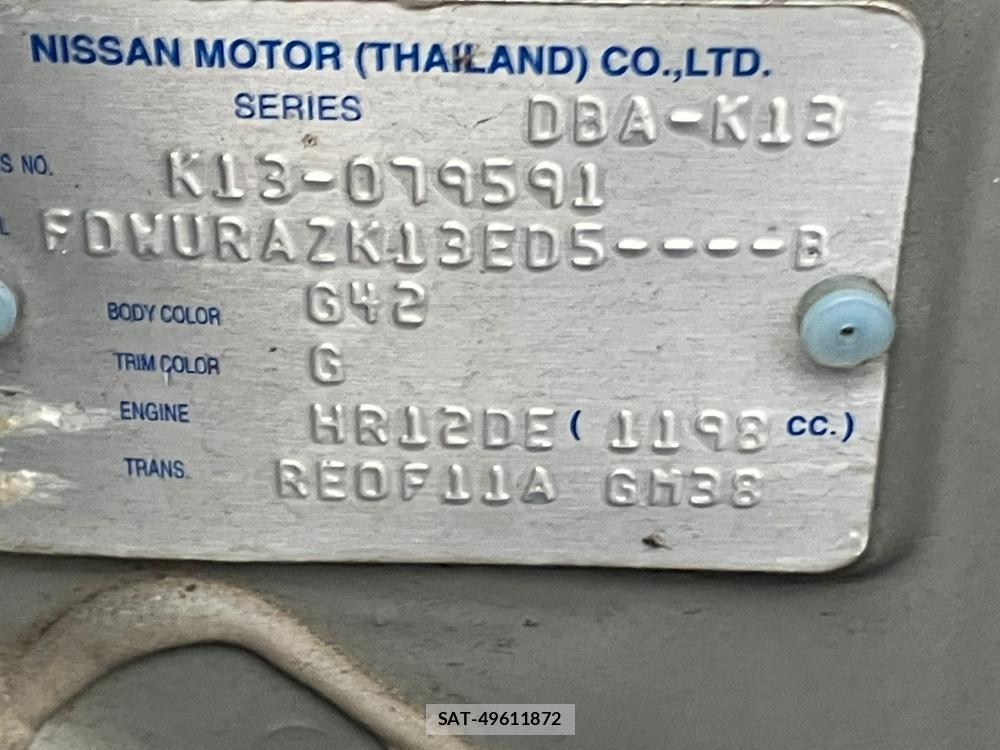 NISSAN MOTOR (THAILAND) CO.,LTD.
SERIES DBA-K13
S NO. K13-079591
L FDWURAZK13ED5----B
BODY COLOR G42
TRIM COLOR G
ENGINE HR12DE ( 1198 CC.)
TRANS. RE0F11A GM38
SAT-49611872